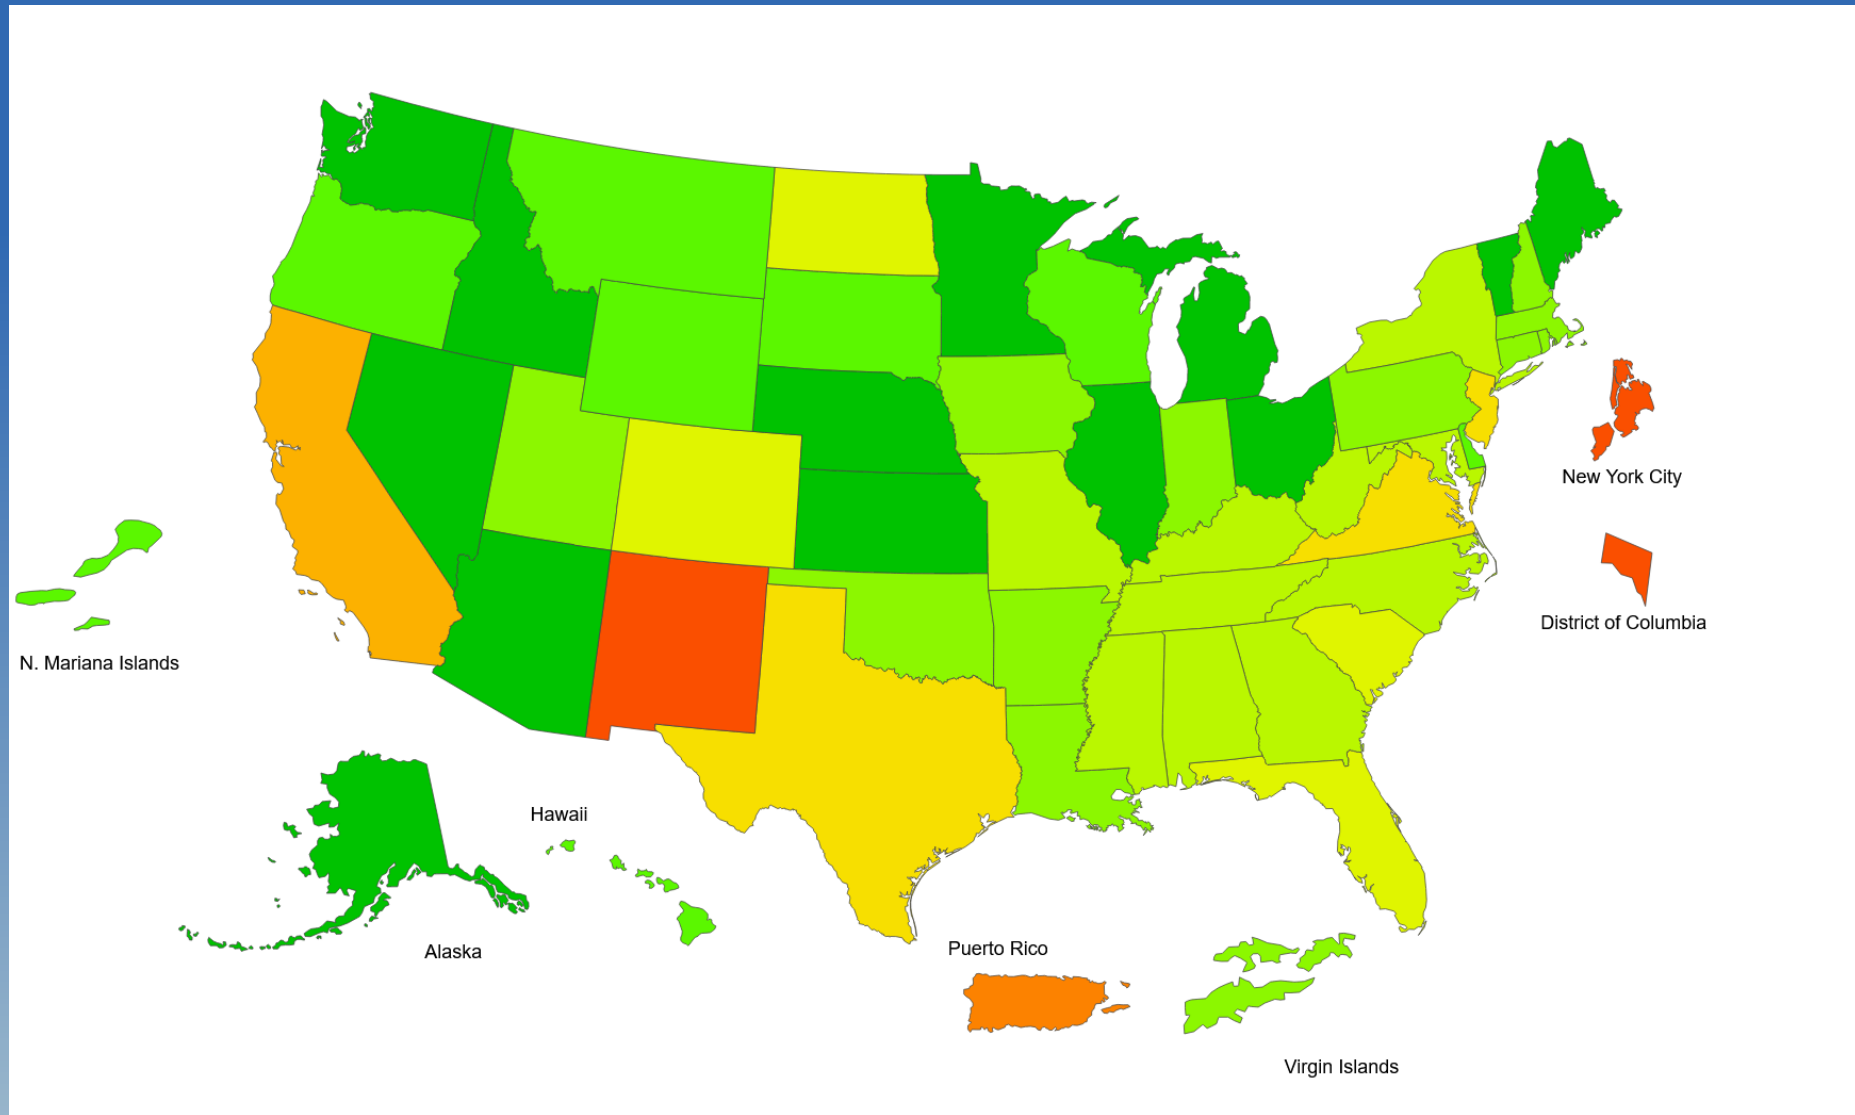 New York City
District of Columbia
N. Mariana Islands
Hawaii
Alaska
Puerto Rico
Virgin Islands